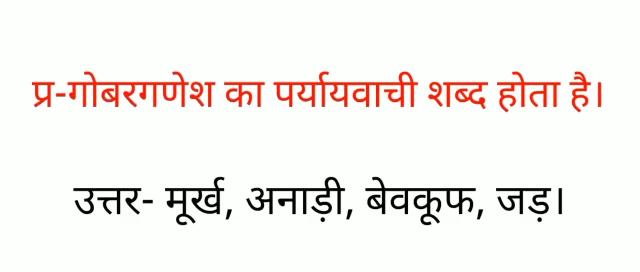 प्र-गोबरगणेश का पर्यायवाची शब्द होता है।
उत्तर- मूर्ख, अनाड़ी, बेवकूफ, जड़।